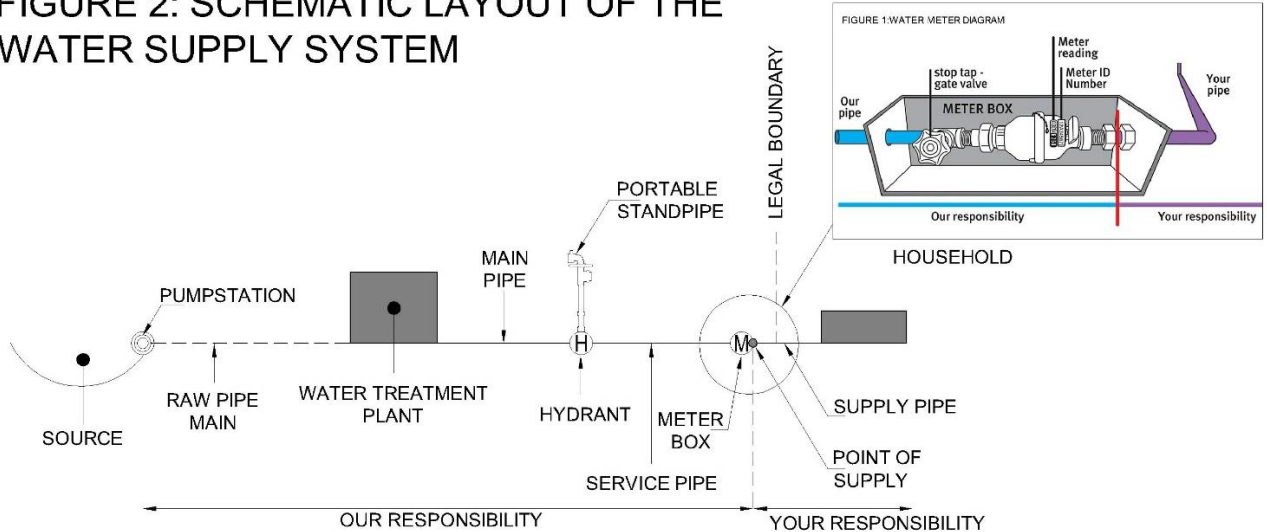 FIGURE 2: SCHEMATIC LAYOUT OF THE
WATER SUPPLY SYSTEM
FIGURE 1:WATER METER DIAGRAM
Meter
reading
stop tap -
gate valve
Meter ID
Number
Our
pipe
METER BOX
Your
pipe
Our responsibility
Your responsibility
LEGAL BOUNDARY
PORTABLE
STANDPIPE
MAIN
PIPE
HOUSEHOLD
PUMPSTATION
H
M
RAW PIPE
MAIN
WATER TREATMENT
PLANT
HYDRANT
METER
BOX
SUPPLY PIPE
SOURCE
POINT OF
SUPPLY
SERVICE PIPE
OUR RESPONSIBILITY
YOUR RESPONSIBILITY